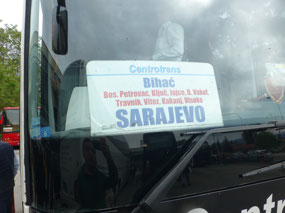 Centrotrans
Bihać
Bos. Petrovac, Ključ, Jajce, D. Vakuf,
Travnik, Vitez, Kakanj, Visoko
SARAJEVO